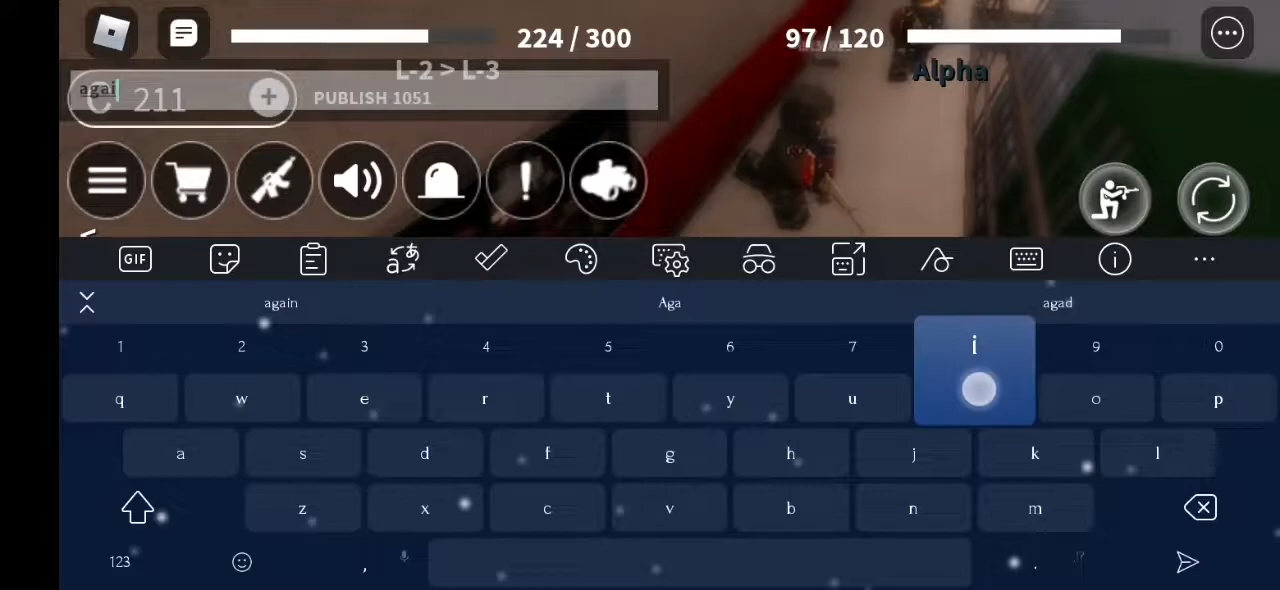 224 / 300
97 / 120
L-2 > L-3
Alpha
agai
C 211
PUBLISH 1051
GIF
again
Aga
agad
1 2 3 4 5 6 7 9 0
q w e r t y u i o p
a s d f g h j k l
z x c v b n m
123 , .